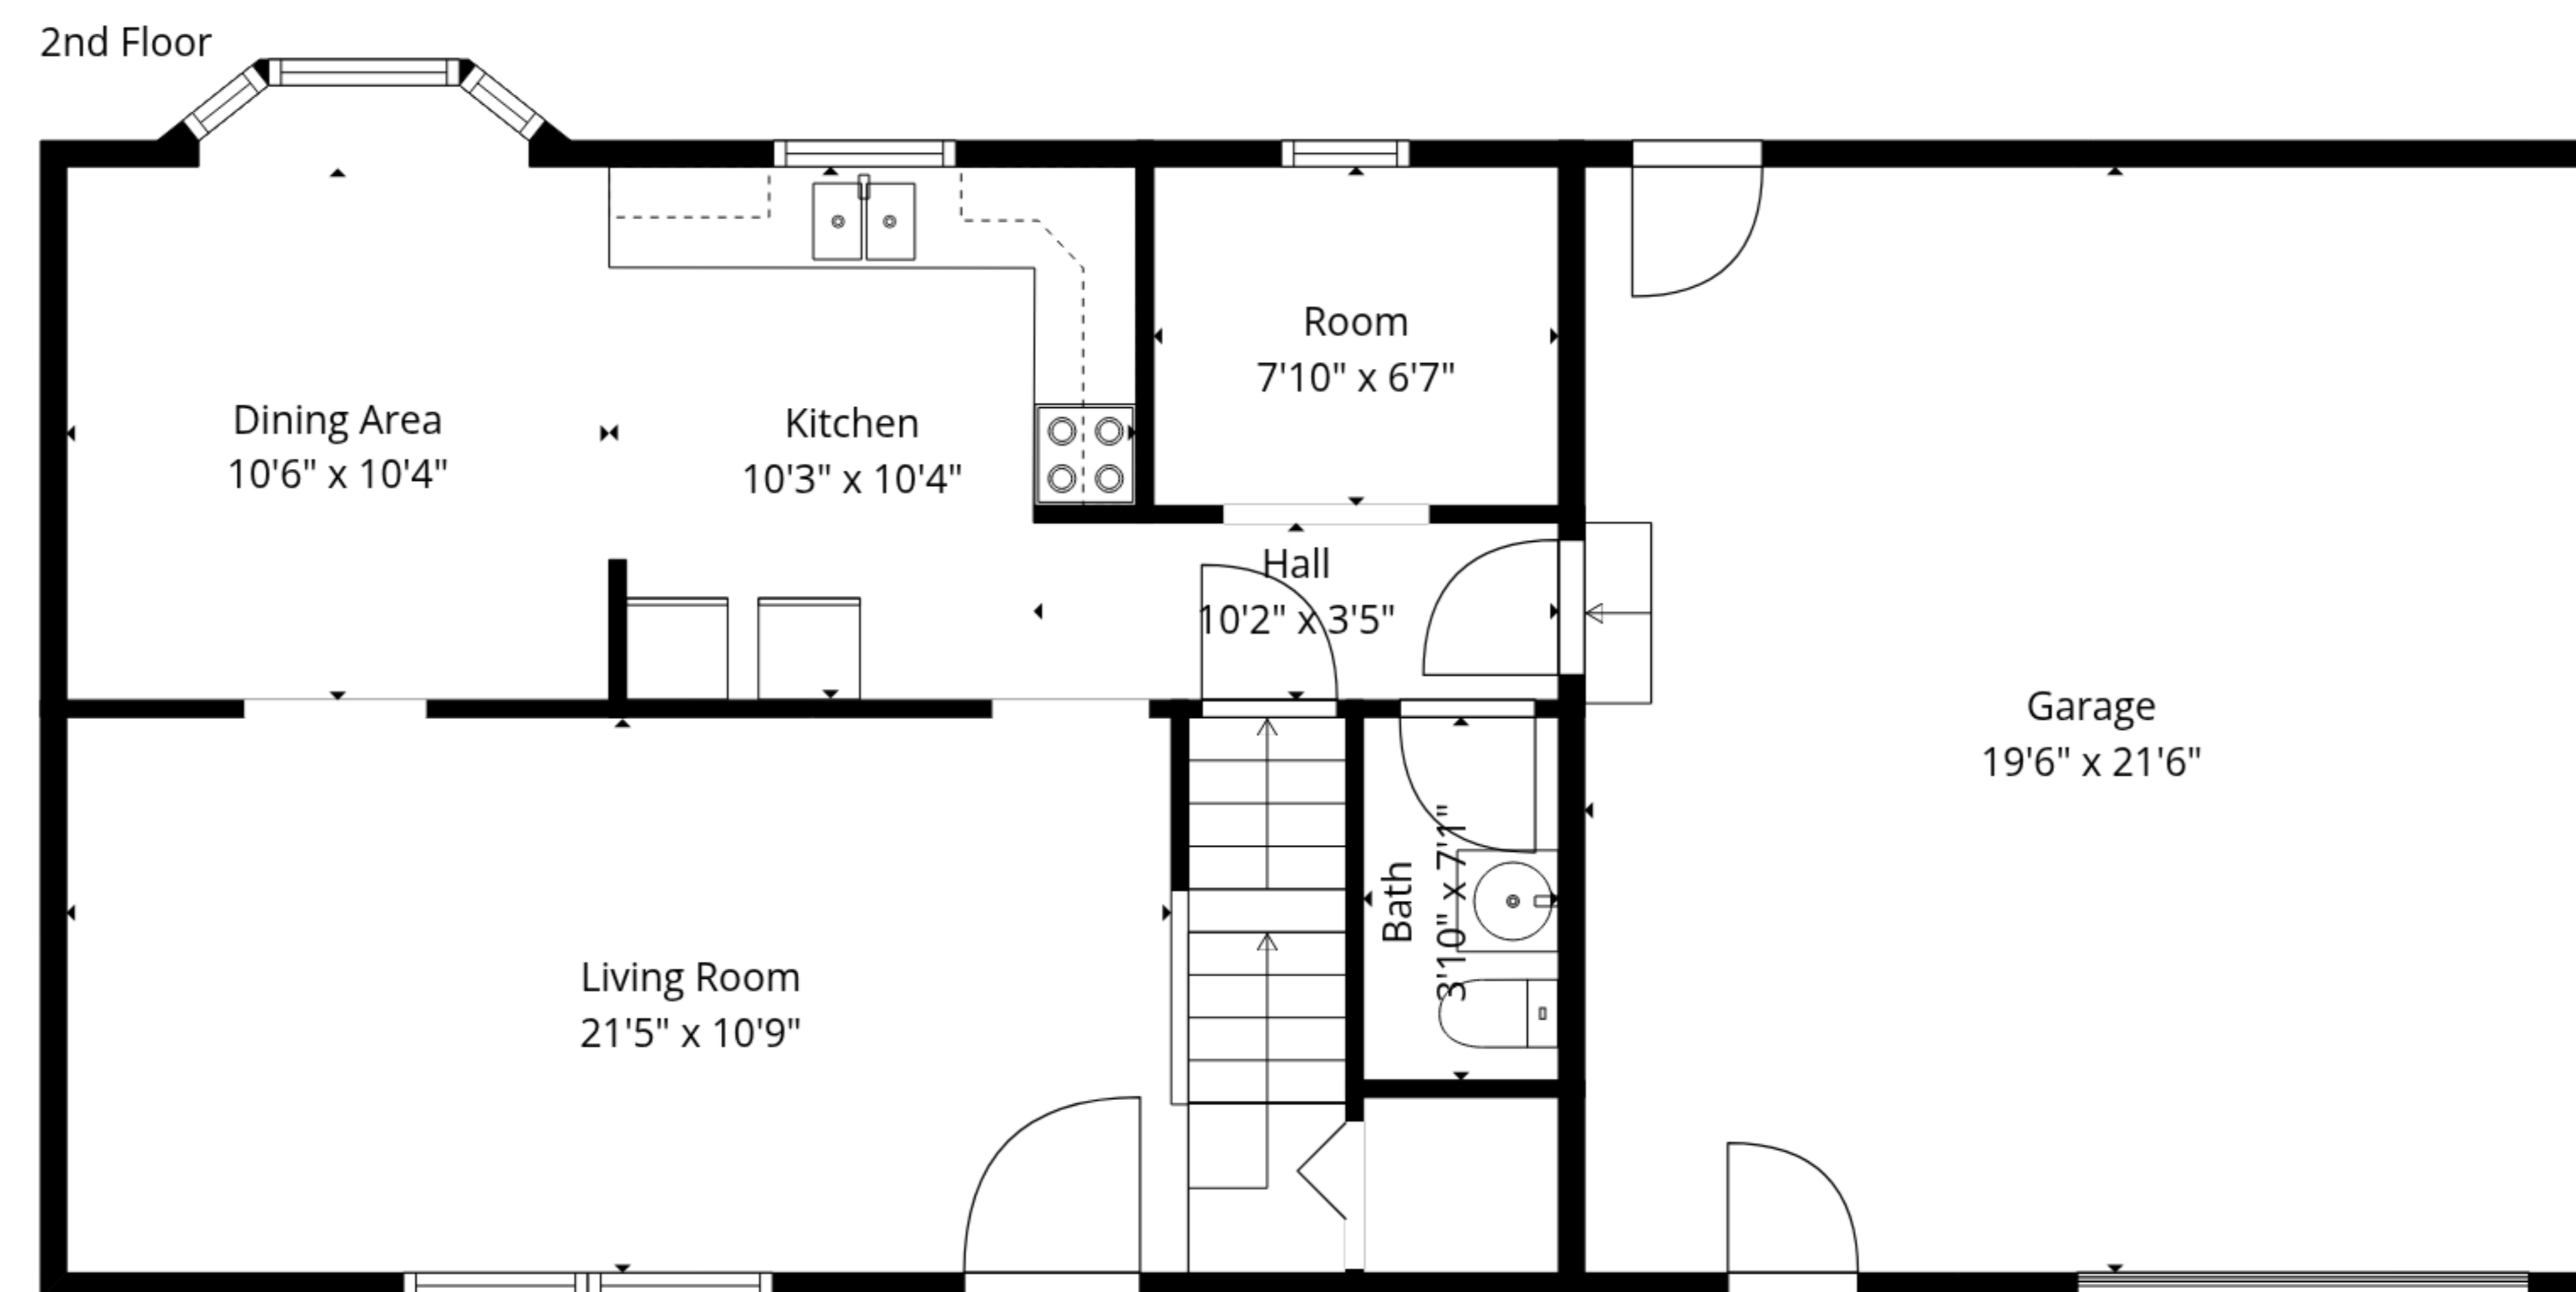 2nd Floor
Dining Area
10'6" x 10'4"
Kitchen
10'3" x 10'4"
Room
7'10" x 6'7"
Hall
10'2" x 3'5"
Garage
19'6" x 21'6"
Living Room
21'5" x 10'9"
Bath
3'10" x 7'1"